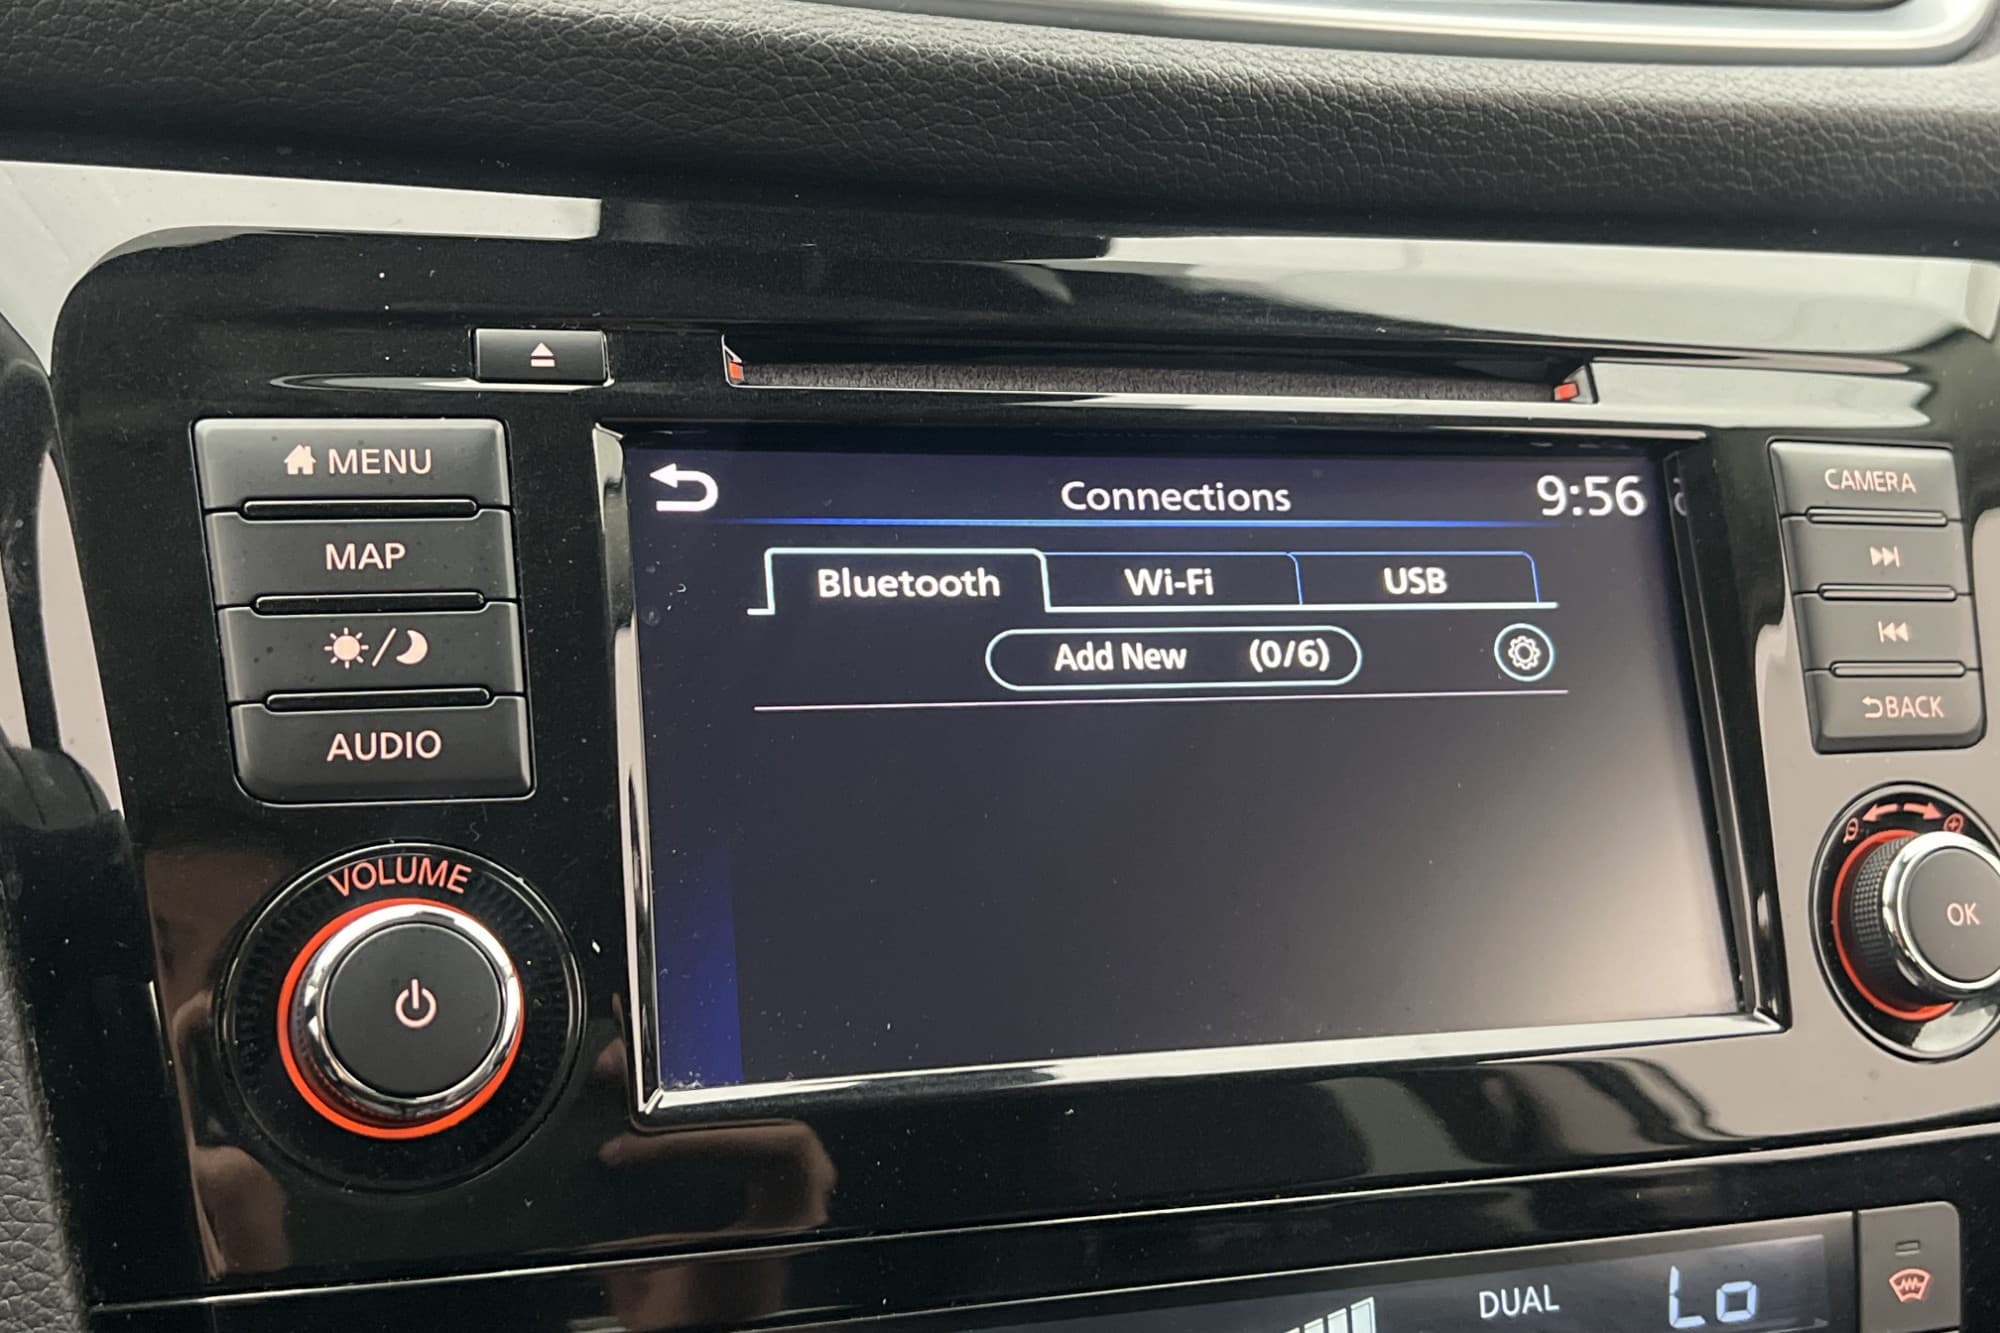 MENU
MAP
AUDIO
VOLUME
Connections
9:56
Bluetooth
Wi-Fi
USB
Add New (0/6)
CAMERA
BACK
OK
DUAL
Lo